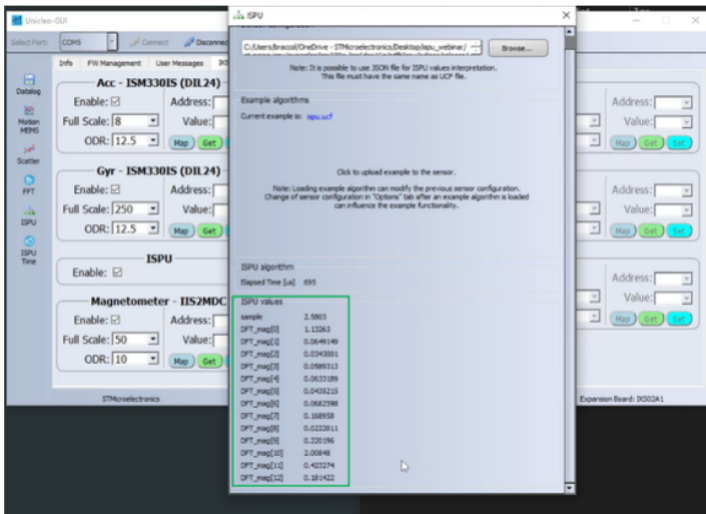 Unicleo-GUI
Select Port:
COM5
Connect
Disconnect
Info
FW Management
User Messages
Datalog
Motion
MEMS
Scatter
FFT
ISPU
ISPU
Time
Acc - ISM330IS (DIL24)
Enable:
Address:
Full Scale:
8
Value:
ODR:
12.5
Map
Get
Gyr - ISM330IS (DIL24)
Enable:
Address:
Full Scale:
250
Value:
ODR:
12.5
Map
Get
ISPU
Enable:
Magnetometer - IIS2MDC
Enable:
Address:
Full Scale:
50
Value:
ODR:
10
Map
Get
STMicroelectronics
ISPU
C:/Users/braccol/OneDrive - STMicroelectronics/Desktop/ispu_webinar/
Browse...
Note: It is possible to use JSON file for ISPU values interpretation.
This file must have the same name as UCF file.
Example algorithms
Current example is: ispu.ucf
Click to upload example to the sensor.
Note: Loading example algorithm can modify the previous sensor configuration.
Change of sensor configuration in "Options" tab after an example algorithm is loaded
can influence the example functionality.
ISPU algorithm
Elapsed Time [us] 695
ISPU values
sample 2.5803
DFT_mag[0] 1.13263
DFT_mag[1] 0.0649149
DFT_mag[2] 0.0343001
DFT_mag[3] 0.0589313
DFT_mag[4] 0.0633189
DFT_mag[5] 0.0435215
DFT_mag[6] 0.0682598
DFT_mag[7] 0.168958
DFT_mag[8] 0.0223011
DFT_mag[9] 0.220196
DFT_mag[10] 2.00848
DFT_mag[11] 0.423274
DFT_mag[12] 0.181422
Address:
Value:
Map
Get
Set
Address:
Value:
Map
Get
Set
Address:
Value:
Map
Get
Set
Expansion Board: IKS02A1